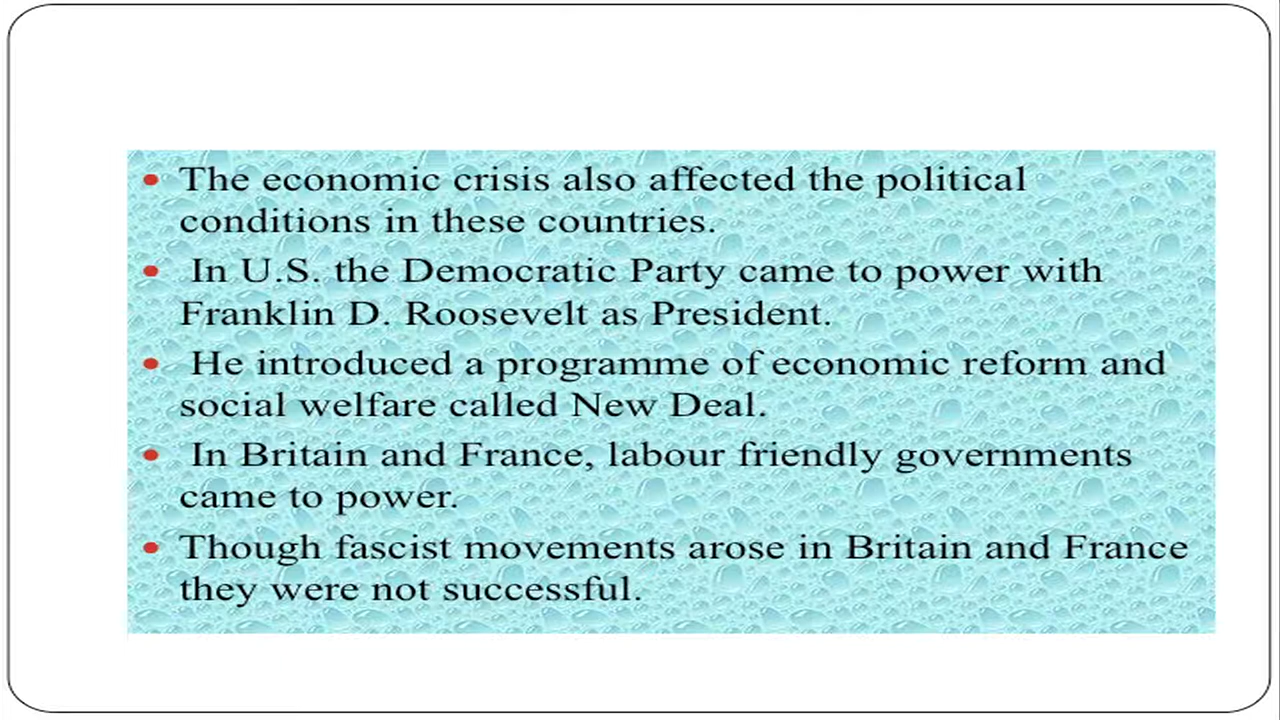 • The economic crisis also affected the political
conditions in these countries.
• In U.S. the Democratic Party came to power with
Franklin D. Roosevelt as President.
• He introduced a programme of economic reform and
social welfare called New Deal.
• In Britain and France, labour friendly governments
came to power.
• Though fascist movements arose in Britain and France
they were not successful.